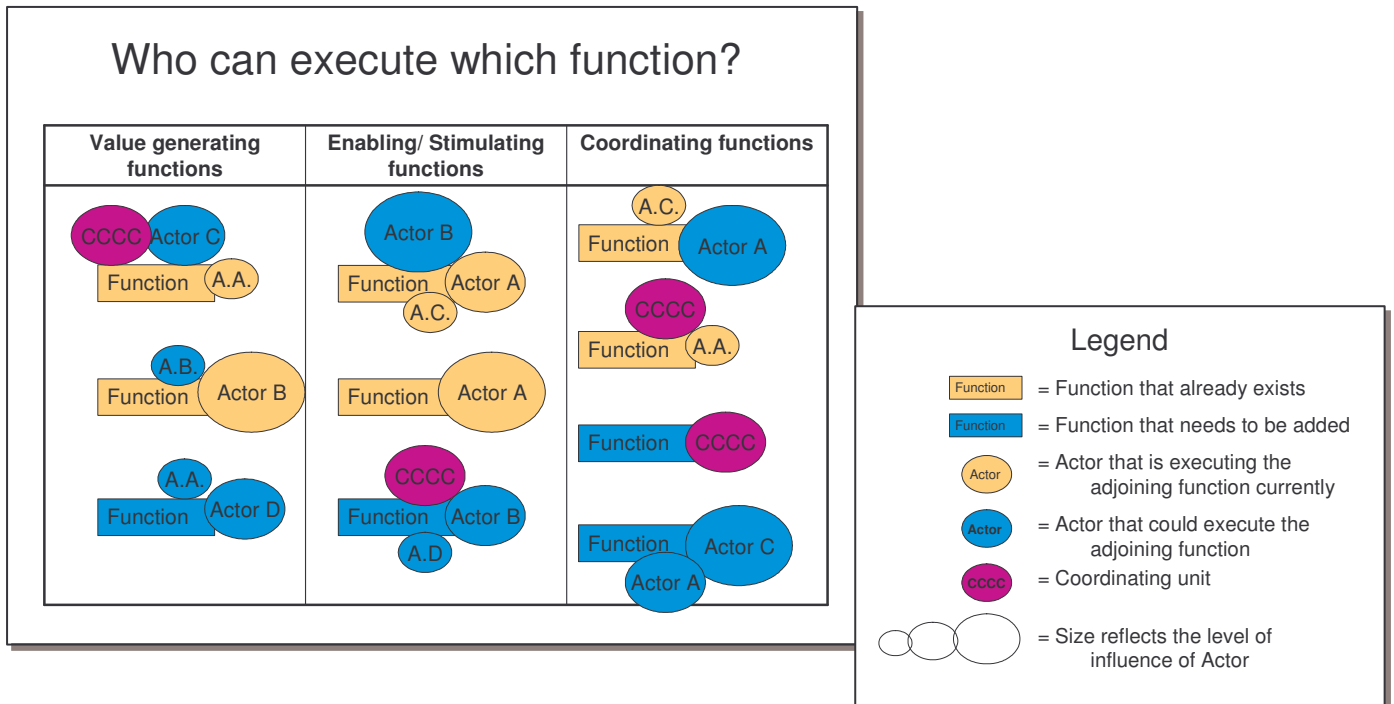 Who can execute which function?
Value generating
functions
Enabling/ Stimulating
functions
Coordinating functions
CCCC
Actor C
Function
A.A.
A.B.
Function
Actor B
A.A.
Function
Actor D
Actor B
Function
Actor A
A.C.
Function
Actor A
CCCC
Function
Actor B
A.D
A.C.
Function
Actor A
CCCC
Function
A.A.
Function
CCCC
Function
Actor C
Actor A
Legend
Function
= Function that already exists
Function
= Function that needs to be added
Actor
= Actor that is executing the
adjoining function currently
Actor
= Actor that could execute the
adjoining function
CCCC
= Coordinating unit
= Size reflects the level of
influence of Actor